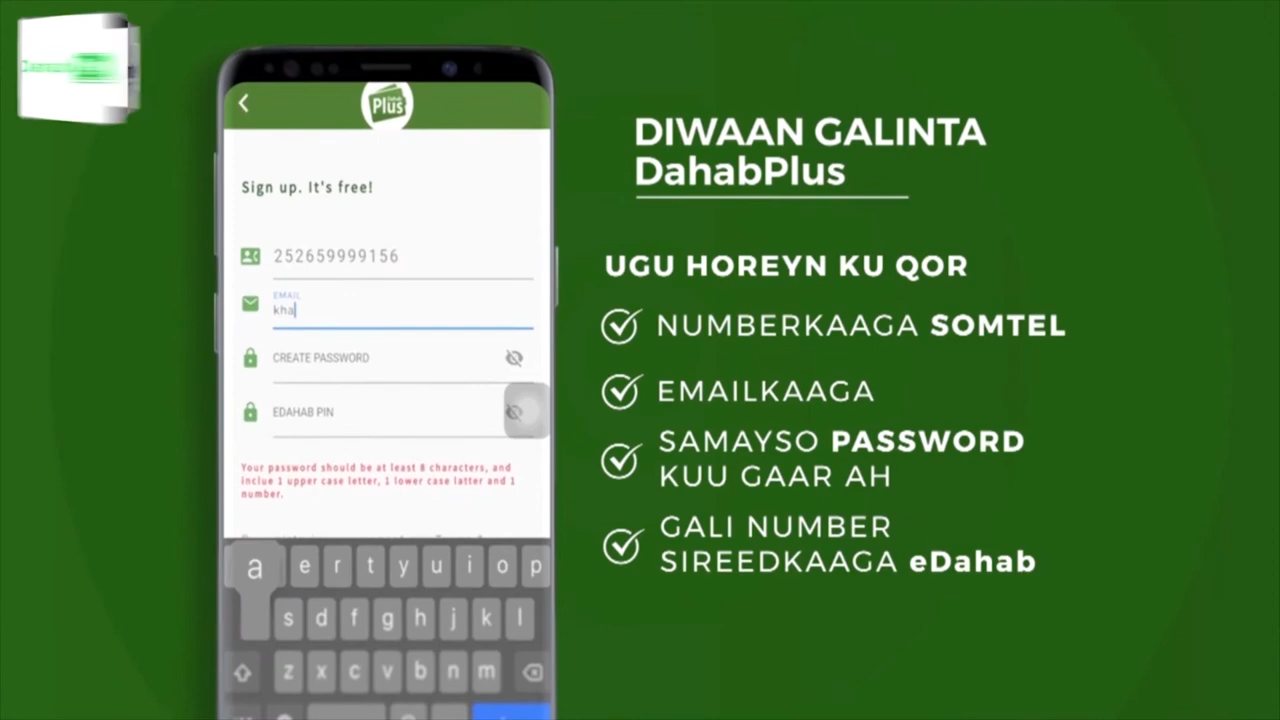 Plus
Sign up. It's free!
252659999156
EMAIL
kha
CREATE PASSWORD
EDAHAB PIN
Your password should be at least 8 characters, and
inclue 1 upper case letter, 1 lower case latter and 1
number.
a e r t y u i o p
s d f g h j k l
z x c v b n m
DIWAAN GALINTA
DahabPlus
UGU HOREYN KU QOR
NUMBERKAAGA SOMTEL
EMAILKAAGA
SAMAYSO PASSWORD
KUU GAAR AH
GALI NUMBER
SIREEDKAAGA eDahab